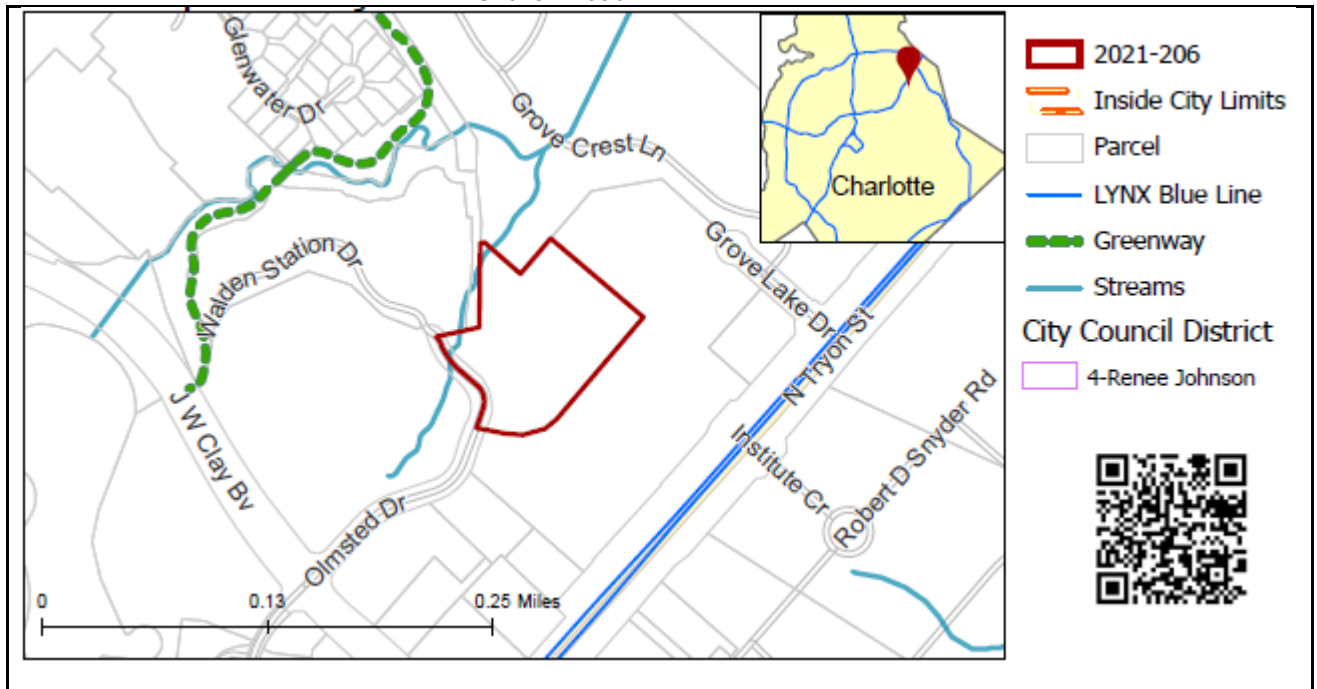 Glenwater Dr
Grove Crest Ln
Charlotte
Walden Station Dr
Grove Lake Dr
N Tryon St
J W Clay Bv
Institute Cr
Robert D Snyder Rd
Olmsted Dr
0 0.13 0.25 Miles
2021-206
Inside City Limits
Parcel
LYNX Blue Line
Greenway
Streams
City Council District
4-Renee Johnson